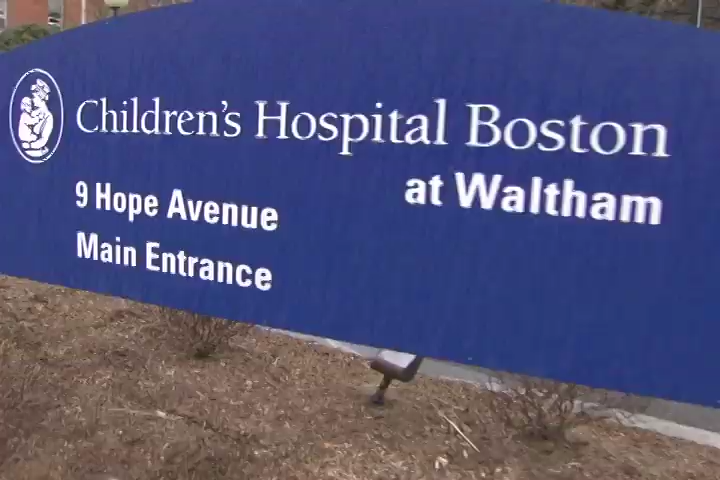 Children's Hospital Boston
at Waltham
9 Hope Avenue
Main Entrance